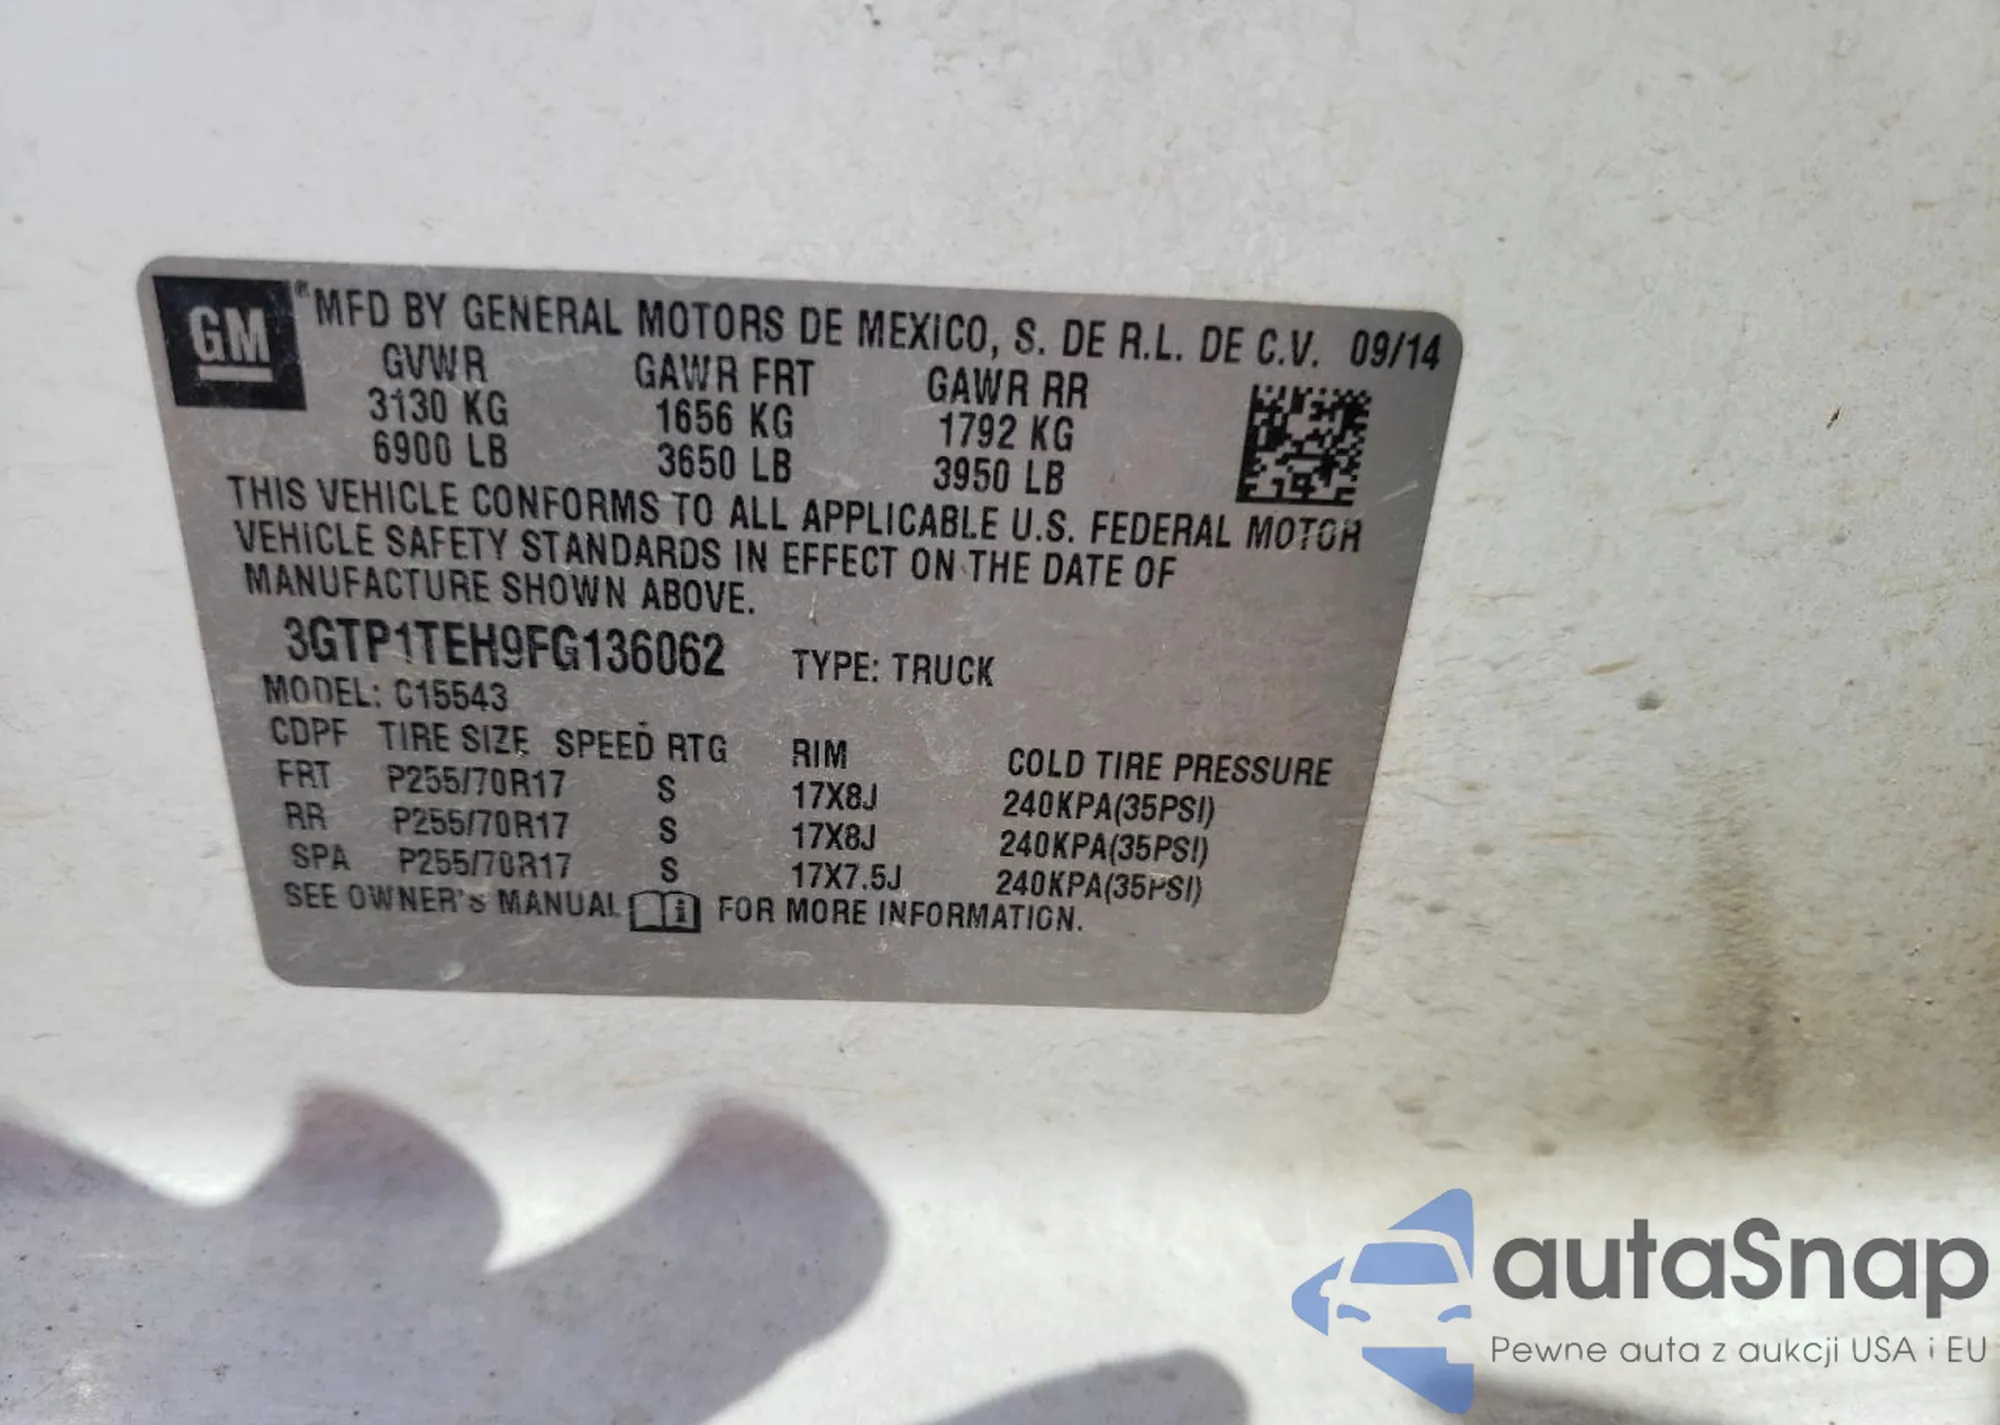 GM ® MFD BY GENERAL MOTORS DE MEXICO, S. DE R.L. DE C.V. 09/14
GVWR GAWR FRT GAWR RR
3130 KG 1656 KG 1792 KG
6900 LB 3650 LB 3950 LB
THIS VEHICLE CONFORMS TO ALL APPLICABLE U.S. FEDERAL MOTOR
VEHICLE SAFETY STANDARDS IN EFFECT ON THE DATE OF
MANUFACTURE SHOWN ABOVE.
3GTP1TEH9FG136062 TYPE: TRUCK
MODEL: C15543
CDPF TIRE SIZE SPEED RTG RIM COLD TIRE PRESSURE
FRT P255/70R17 S 17X8J 240KPA(35PSI)
RR P255/70R17 S 17X8J 240KPA(35PSI)
SPA P255/70R17 S 17X7.5J 240KPA(35PSI)
SEE OWNER'S MANUAL i FOR MORE INFORMATION.
autaSnap
Pewne auta z aukcji USA i EU